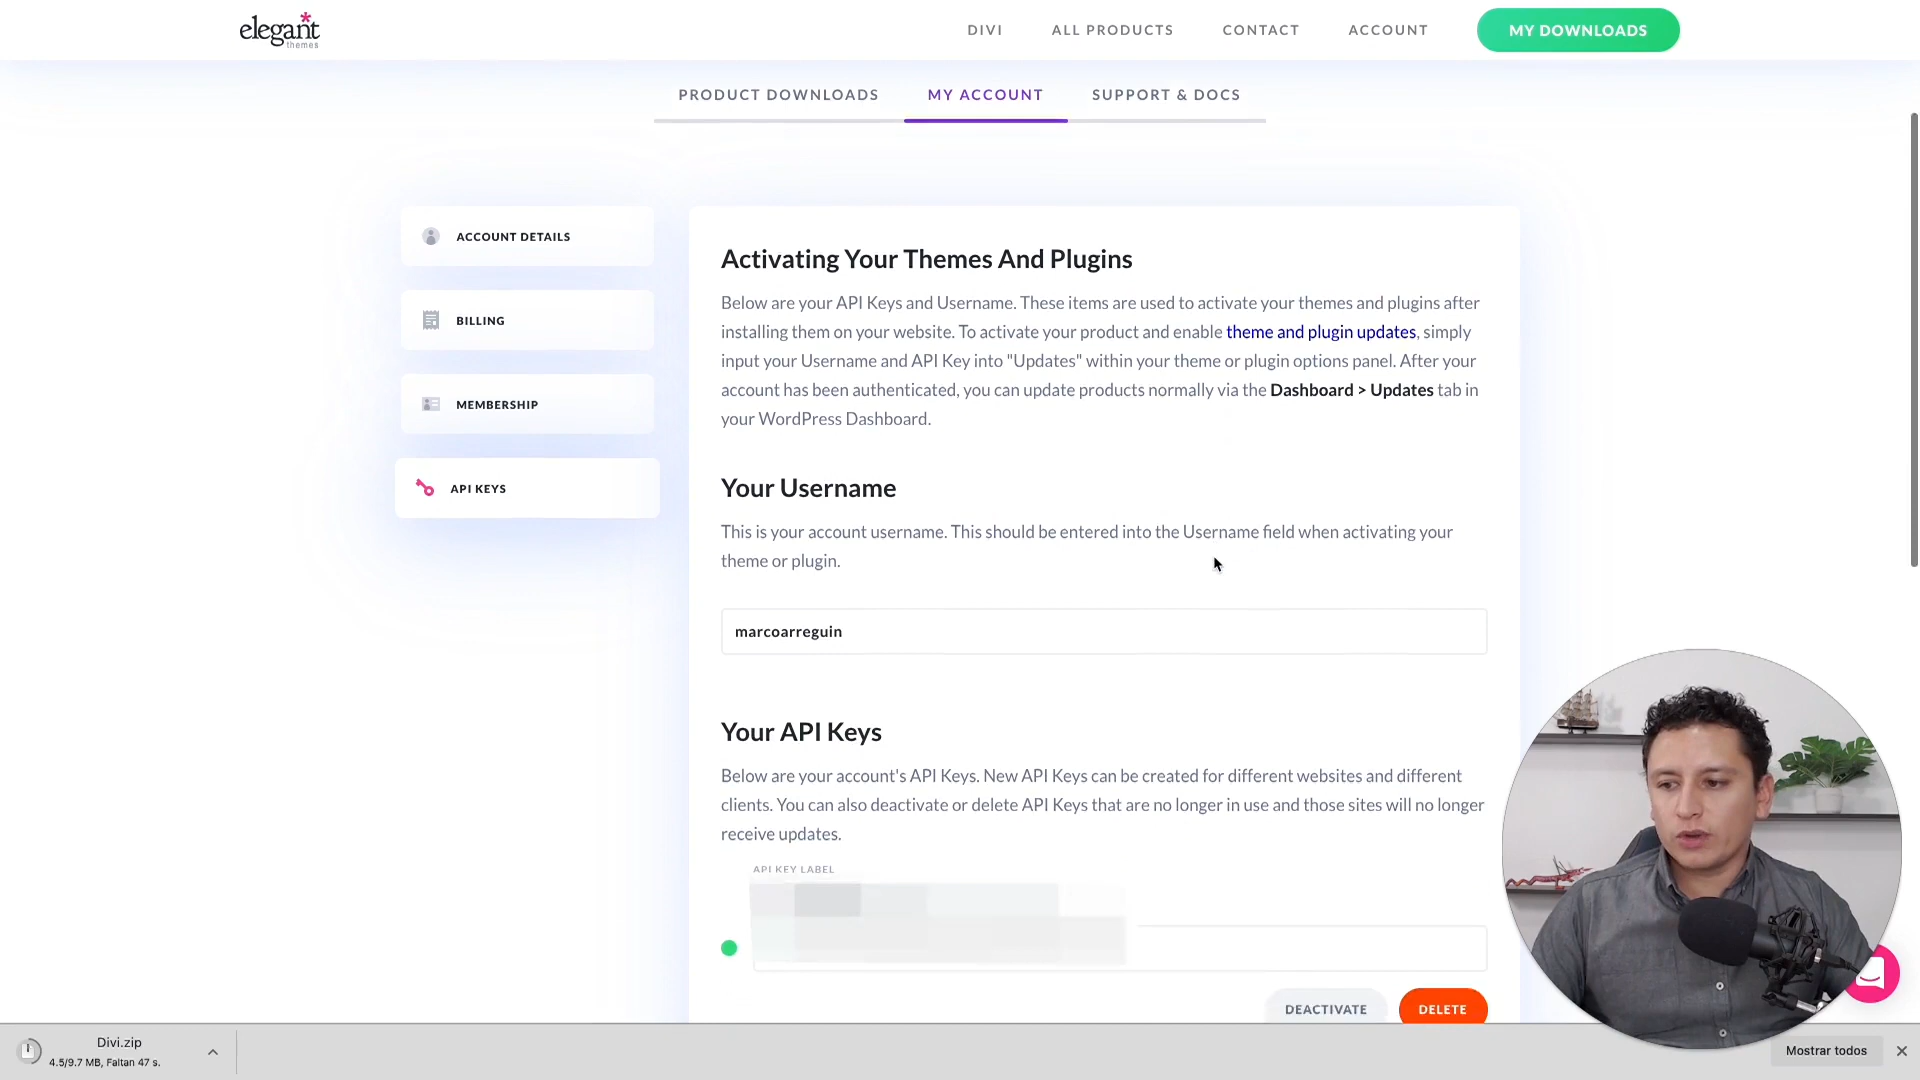 elegant
themes
DIVI
ALL PRODUCTS
CONTACT
ACCOUNT
MY DOWNLOADS
PRODUCT DOWNLOADS
MY ACCOUNT
SUPPORT & DOCS
ACCOUNT DETAILS
BILLING
MEMBERSHIP
API KEYS
Activating Your Themes And Plugins
Below are your API Keys and Username. These items are used to activate your themes and plugins after
installing them on your website. To activate your product and enable theme and plugin updates, simply
input your Username and API Key into "Updates" within your theme or plugin options panel. After your
account has been authenticated, you can update products normally via the Dashboard > Updates tab in
your WordPress Dashboard.
Your Username
This is your account username. This should be entered into the Username field when activating your
theme or plugin.
marcoarreguin
Your API Keys
Below are your account's API Keys. New API Keys can be created for different websites and different
clients. You can also deactivate or delete API Keys that are no longer in use and those sites will no longer
receive updates.
API KEY LABEL
DEACTIVATE
DELETE
Divi.zip
4.5/9.7 MB, Faltan 47 s.
Mostrar todos